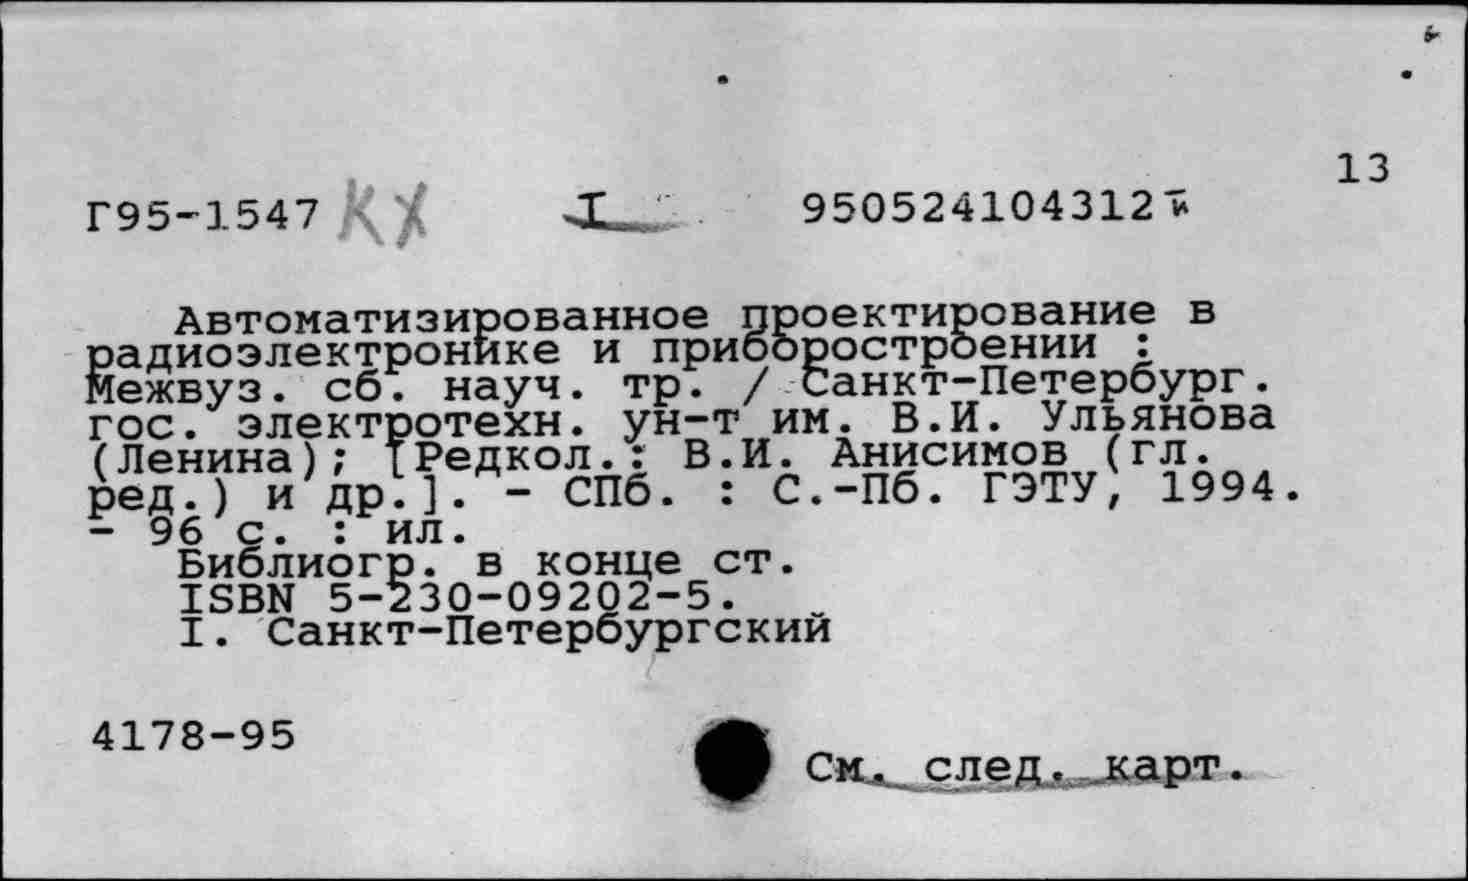 13
Г95-1547 КХ I 950524104312 й
Автоматизированное проектирование в
радиоэлектронике и приборостроении :
Межвуз. сб. науч. тр. / Санкт-Петербург.
гос. электротехн. ун-т им. В.И. Ульянова
(Ленина); [Редкол.: В.И. Анисимов (гл.
ред.) и др.]. - СПб. : С.-Пб. ГЭТУ, 1994.
- 96 с. : ил.
Библиогр. в конце ст.
ISBN 5-230-09202-5.
I. Санкт-Петербургский
4178-95
См. след. карт.